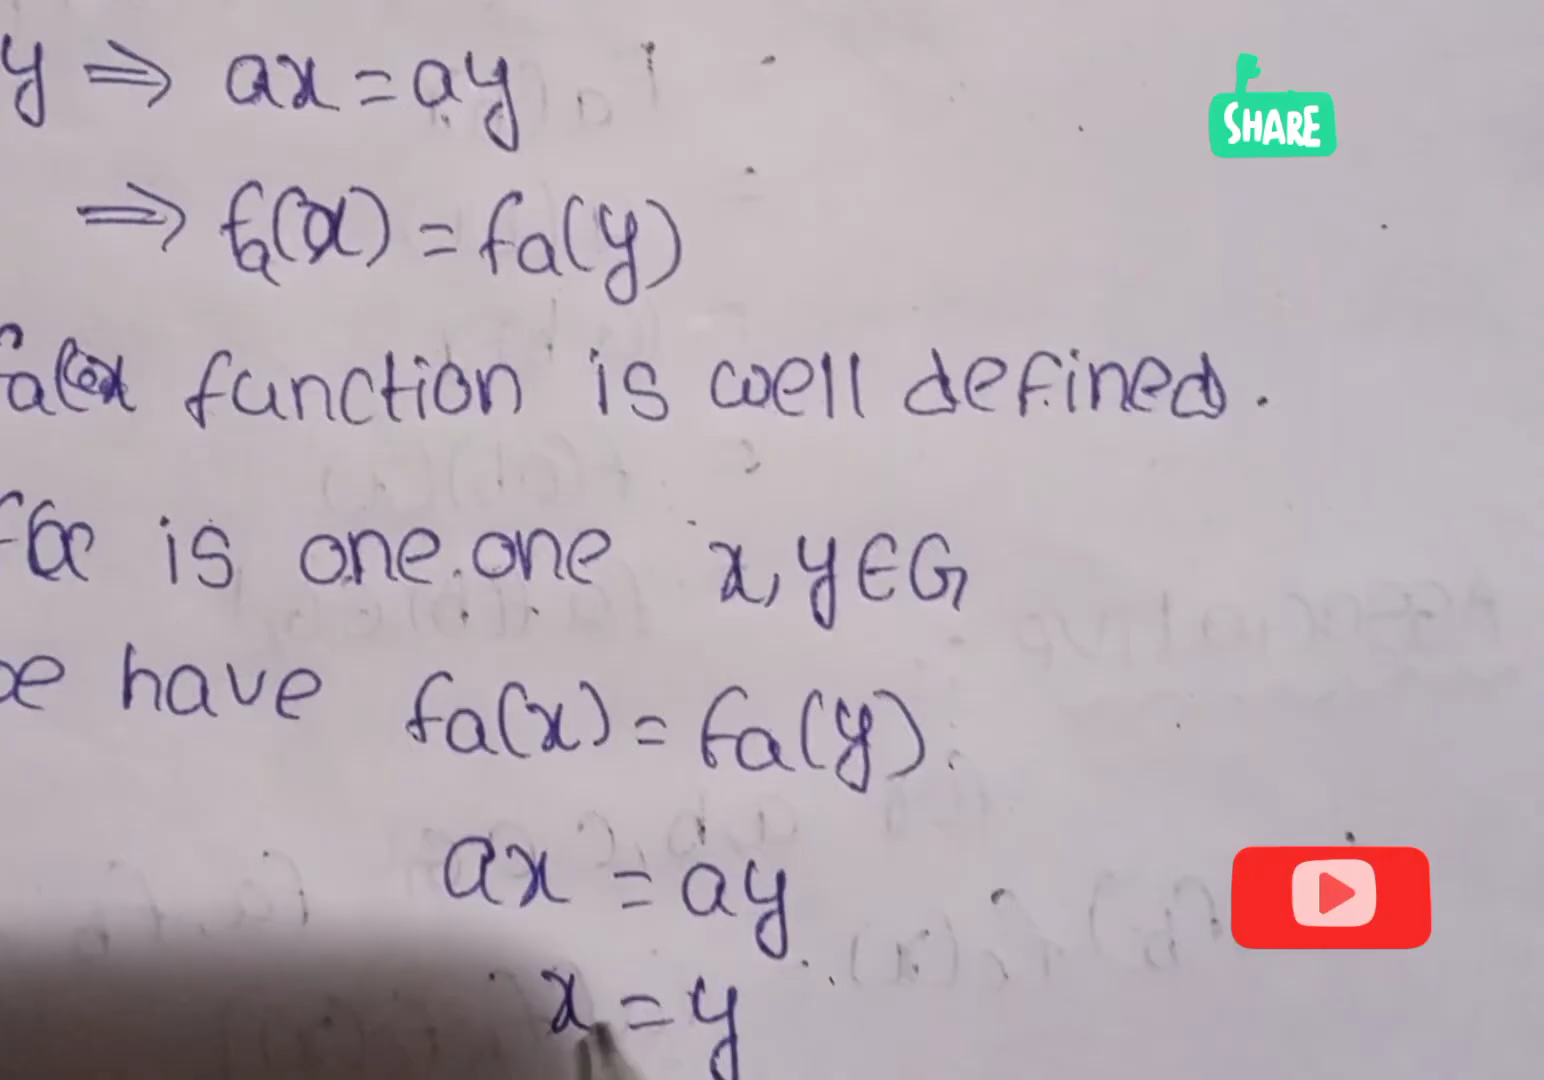 y ⇒ ax = ay
SHARE
⇒ fa(x) = fa(y)
function is well defined.
is one.one x, y ∈ G
have fa(x) = fa(y).
ax = ay
x = y